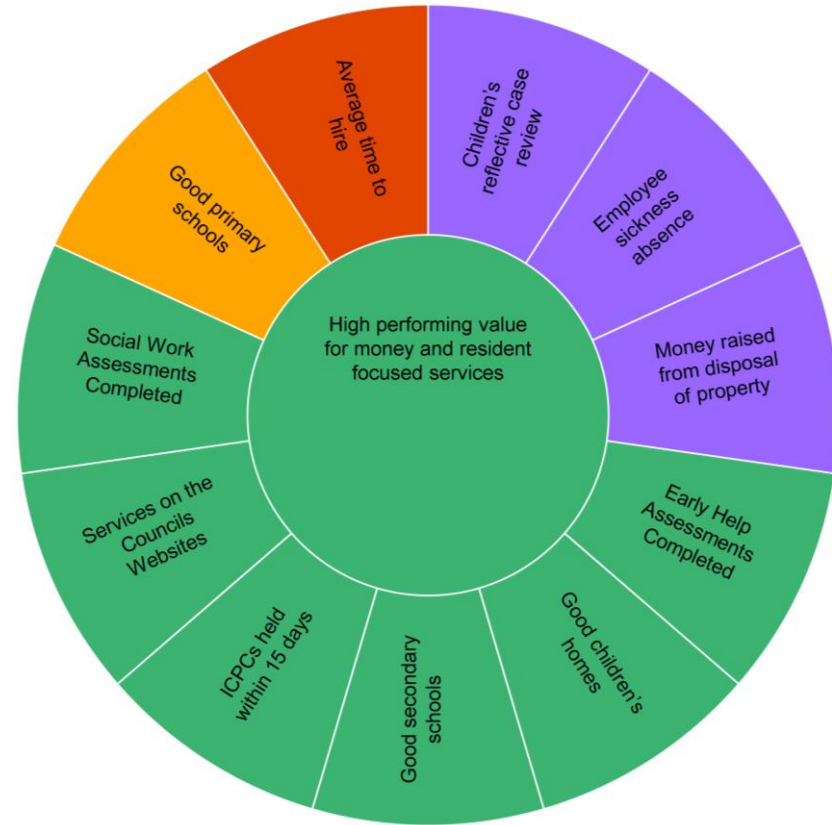 High performing value
for money and resident
focused services
Children's
reflective case
review
Employee
sickness
absence
Money raised
from disposal
of property
Early Help
Assessments
Completed
Good children's
homes
Good secondary
schools
ICPCs held
within 15 days
Services on the
Councils
Websites
Social Work
Assessments
Completed
Good primary
schools
Average time to
hire